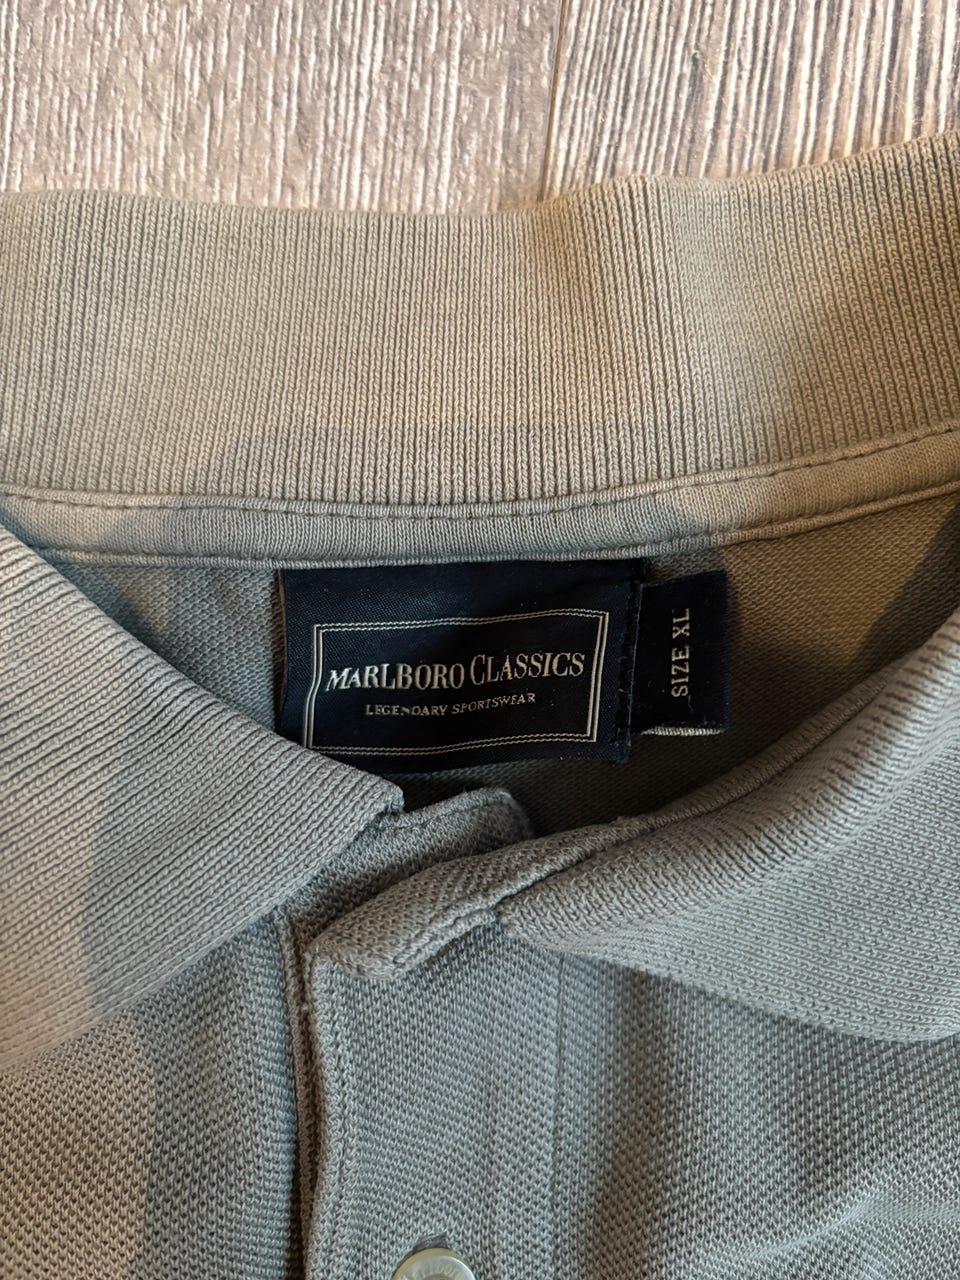 MARLBORO CLASSICS
LEGENDARY SPORTSWEAR
SIZE XL